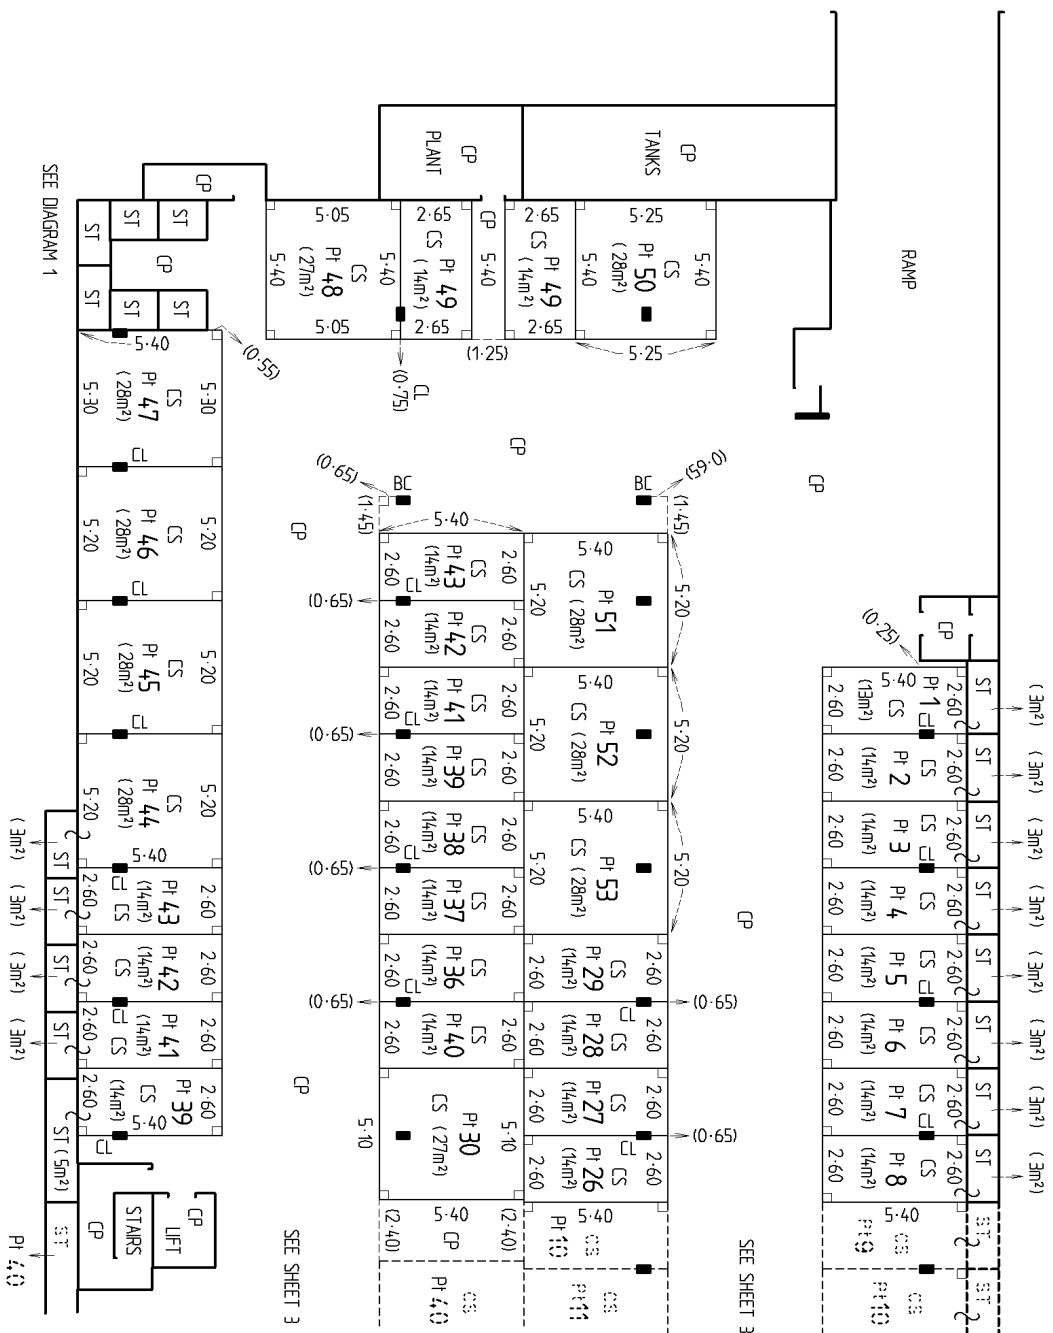 RAMP
CP
TANKS
CP
PLANT
CP
CP
ST
ST
ST
CP
ST
ST
ST
SEE DIAGRAM 1
5·05
5·40
Pt 48
CS
(27m²)
5·40
5·05
2·65
Pt 49
CS
(14m²)
2·65
CP
5·40
(1·25)
2·65
Pt 49
CS
(14m²)
2·65
5·25
5·40
Pt 50
CS
(28m²)
5·40
5·25
CL
(0·75)
(0·55)
5·40
5·30
CS
Pt 47
(28m²)
5·30
CL
5·20
CS
Pt 46
(28m²)
5·20
CL
5·20
CS
Pt 45
(28m²)
5·20
CL
5·20
CS
Pt 44
(28m²)
5·20
5·40
CL
2·60
Pt 43
CS
(14m²)
2·60
2·60
Pt 42
CS
(14m²)
2·60
CL
2·60
Pt 41
CS
(14m²)
2·60
2·60
Pt 39
CS
(14m²)
2·60
5·40
CL
ST
(3m²)
ST
(3m²)
ST
(3m²)
ST
(3m²)
ST (5m²)
ST
Pt 40
CP
STAIRS
LIFT
CP
CP
CP
CP
SEE SHEET 3
(0·65)
BC
(1·45)
5·40
2·60
CS
Pt 43
(14m²)
2·60
CL
(0·65)
2·60
CS
Pt 42
(14m²)
2·60
2·60
CS
Pt 41
(14m²)
2·60
CL
(0·65)
2·60
CS
Pt 39
(14m²)
2·60
2·60
CS
Pt 38
(14m²)
2·60
CL
(0·65)
2·60
CS
Pt 37
(14m²)
2·60
2·60
CS
Pt 36
(14m²)
2·60
CL
(0·65)
2·60
CS
Pt 40
(14m²)
2·60
5·10
Pt 30
CS (27m²)
5·10
5·40
CP
(2·40)
(2·40)
CS
Pt 40
BC
(0·65)
(1·45)
5·40
Pt 51
CS (28m²)
5·20
5·20
5·40
Pt 52
CS (28m²)
5·20
5·20
5·40
Pt 53
CS (28m²)
5·20
5·20
2·60
CS
Pt 29
(14m²)
2·60
CL
(0·65)
2·60
CS
Pt 28
(14m²)
2·60
2·60
CS
Pt 27
(14m²)
2·60
CL
(0·65)
2·60
CS
Pt 26
(14m²)
2·60
5·40
CS
Pt 10
CS
Pt 11
CP
CP
SEE SHEET 3
CP
(0·25)
5·40
2·60
Pt 1
CS
(13m²)
2·60
CL
ST
(3m²)
2·60
CS
Pt 2
(14m²)
2·60
ST
(3m²)
2·60
CS
Pt 3
(14m²)
2·60
CL
ST
(3m²)
2·60
CS
Pt 4
(14m²)
2·60
ST
(3m²)
2·60
CS
Pt 5
(14m²)
2·60
CL
ST
(3m²)
2·60
CS
Pt 6
(14m²)
2·60
ST
(3m²)
2·60
CS
Pt 7
(14m²)
2·60
CL
ST
(3m²)
2·60
CS
Pt 8
(14m²)
2·60
ST
(3m²)
5·40
CS
Pt 9
ST
CS
Pt 10
ST